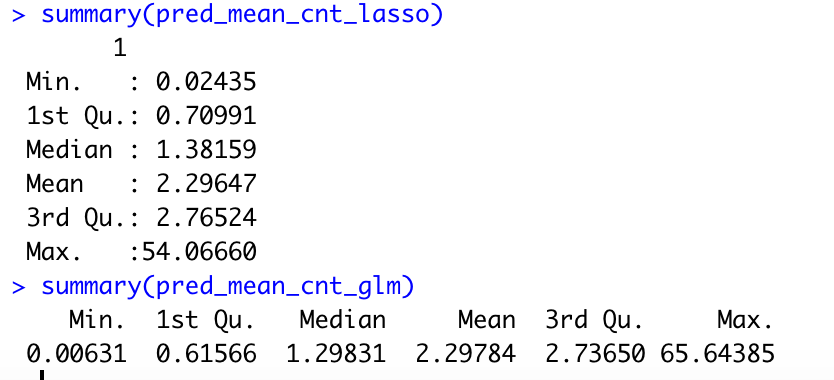 > summary(pred_mean_cnt_lasso)
1
Min.   : 0.02435
1st Qu.: 0.70991
Median : 1.38159
Mean   : 2.29647
3rd Qu.: 2.76524
Max.   :54.06660
> summary(pred_mean_cnt_glm)
Min.  1st Qu.   Median     Mean  3rd Qu.     Max.
0.00631  0.61566  1.29831  2.29784  2.73650 65.64385